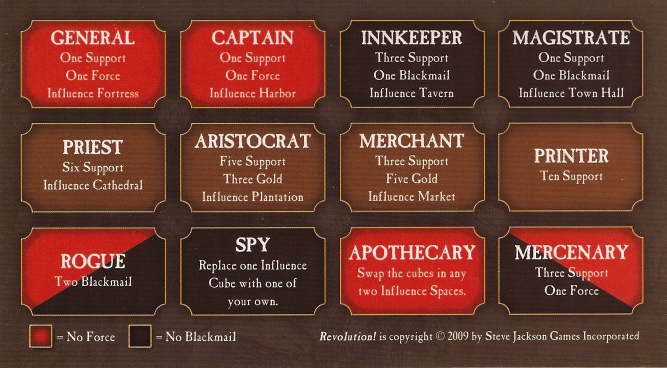 GENERAL
One Support
One Force
Influence Fortress
CAPTAIN
One Support
One Force
Influence Harbor
INNKEEPER
Three Support
One Blackmail
Influence Tavern
MAGISTRATE
One Support
One Blackmail
Influence Town Hall
PRIEST
Six Support
Influence Cathedral
ARISTOCRAT
Five Support
Three Gold
Influence Plantation
MERCHANT
Three Support
Five Gold
Influence Market
PRINTER
Ten Support
ROGUE
Two Blackmail
SPY
Replace one Influence
Cube with one of
your own.
APOTHECARY
Swap the cubes in any
two Influence Spaces.
MERCENARY
Three Support
One Force
= No Force
= No Blackmail
Revolution! is copyright © 2009 by Steve Jackson Games Incorporated